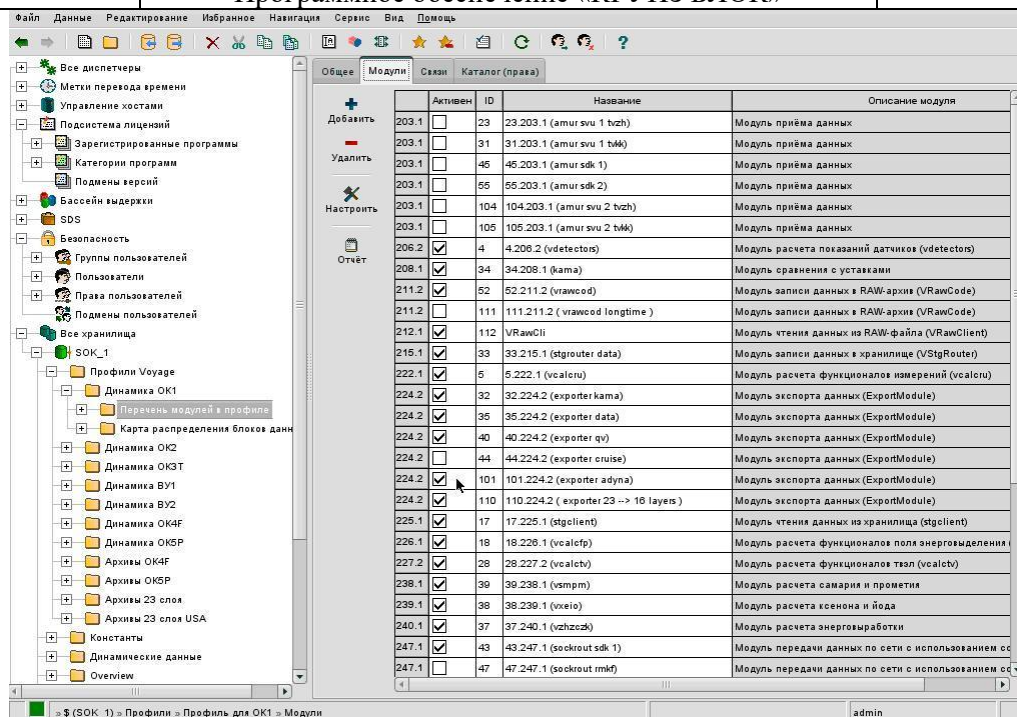 Программное обеспечение «КРУИЗ-БЛОК»
Файл Данные Редактирование Избранное Навигация Сервис Вид Помощь
Общее Модули Связи Каталог (права)
Все диспетчеры
Метки перевода времени
Управление хостами
Подсистема лицензий
Зарегистрированные программы
Категории программ
Подмены версий
Бассейн выдержки
SDS
Безопасность
Группы пользователей
Пользователи
Права пользователей
Подмены пользователей
Все хранилища
SOK_1
Профили Voyage
Динамика ОК1
Перечень модулей в профиле
Карта распределения блоков данн
Динамика ОК2
Динамика ОК3Т
Динамика ВУ1
Динамика ВУ2
Динамика ОК4F
Динамика ОК5Р
Архивы ОК4F
Архивы ОК5Р
Архивы 23 слоя
Архивы 23 слоя USA
Константы
Динамические данные
Overview
Добавить
Удалить
Настроить
Отчёт
Активен ID Название Описание модуля
203.1 23 23.203.1 (amur svu 1 tvzh) Модуль приёма данных
203.1 31 31.203.1 (amur svu 1 tvkk) Модуль приёма данных
203.1 45 45.203.1 (amur sdk 1) Модуль приёма данных
203.1 55 55.203.1 (amur sdk 2) Модуль приёма данных
203.1 104 104.203.1 (amur svu 2 tvzh) Модуль приёма данных
203.1 105 105.203.1 (amur svu 2 tvkk) Модуль приёма данных
206.2 4 4.206.2 (vdetectors) Модуль расчета показаний датчиков (vdetectors)
208.1 34 34.208.1 (kama) Модуль сравнения с уставками
211.2 52 52.211.2 (vrawcod) Модуль записи данных в RAW-архив (VRawCode)
211.2 111 111.211.2 ( vrawcod longtime ) Модуль записи данных в RAW-архив (VRawCode)
212.1 112 VRawCli Модуль чтения данных из RAW-файла (VRawClient)
215.1 33 33.215.1 (stgrouter data) Модуль записи данных в хранилище (VStgRouter)
222.1 5 5.222.1 (vcalcru) Модуль расчета функционалов измерений (vcalcru)
224.2 32 32.224.2 (exporter kama) Модуль экспорта данных (ExportModule)
224.2 35 35.224.2 (exporter data) Модуль экспорта данных (ExportModule)
224.2 40 40.224.2 (exporter qv) Модуль экспорта данных (ExportModule)
224.2 44 44.224.2 (exporter cruise) Модуль экспорта данных (ExportModule)
224.2 101 101.224.2 (exporter adyna) Модуль экспорта данных (ExportModule)
224.2 110 110.224.2 ( exporter 23 --> 16 layers ) Модуль экспорта данных (ExportModule)
225.1 17 17.225.1 (stgclient) Модуль чтения данных из хранилища (stgclient)
226.1 18 18.226.1 (vcalcfp) Модуль расчета функционалов поля энерговыделения (
227.2 28 28.227.2 (vcalctv) Модуль расчета функционалов твэл (vcalctv)
238.1 39 39.238.1 (vsmpm) Модуль расчета самария и прометия
239.1 38 38.239.1 (vxeio) Модуль расчета ксенона и йода
240.1 37 37.240.1 (vzhzczk) Модуль расчета энерговыработки
247.1 43 43.247.1 (sockrout sdk 1) Модуль передачи данных по сети с использованием со
247.1 47 47.247.1 (sockrout rmkf) Модуль передачи данных по сети с использованием со
» $ (SOK_1) » Профили » Профиль для ОК1 » Модули admin